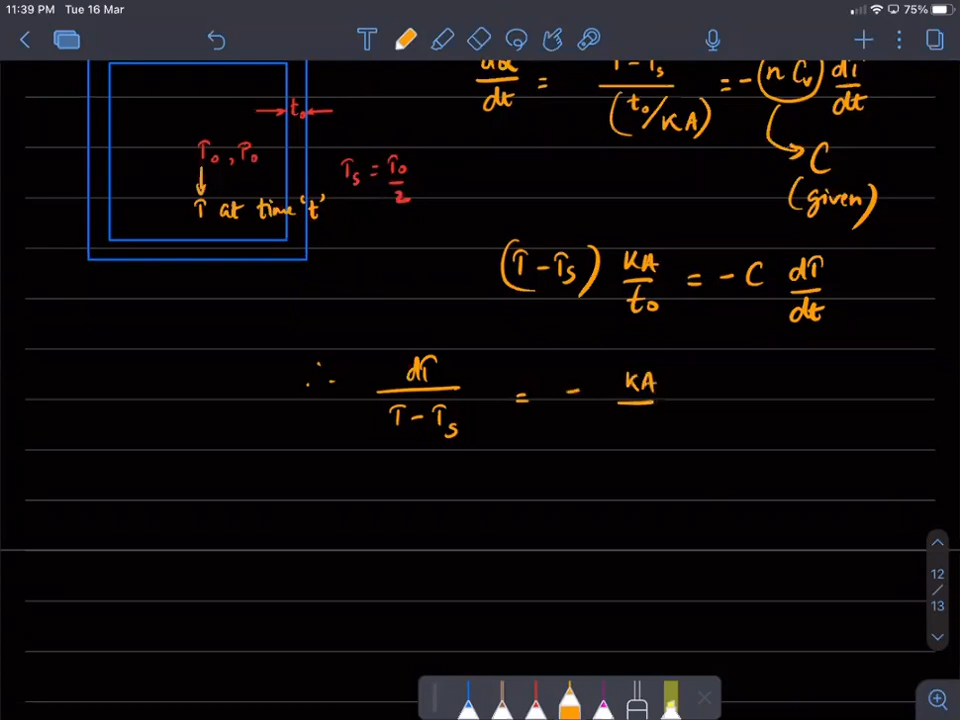 11:39 PM Tue 16 Mar
75%
dQ/dt = T - Ts / (t₀/KA) = - (n Cᵥ) dT/dt
t₀
C
(given)
T₀, P₀
Ts = T₀/2
T at time 't'
(T - Ts) KA/t₀ = - C dT/dt
∴ dT/(T - Ts) = - KA
12
/
13